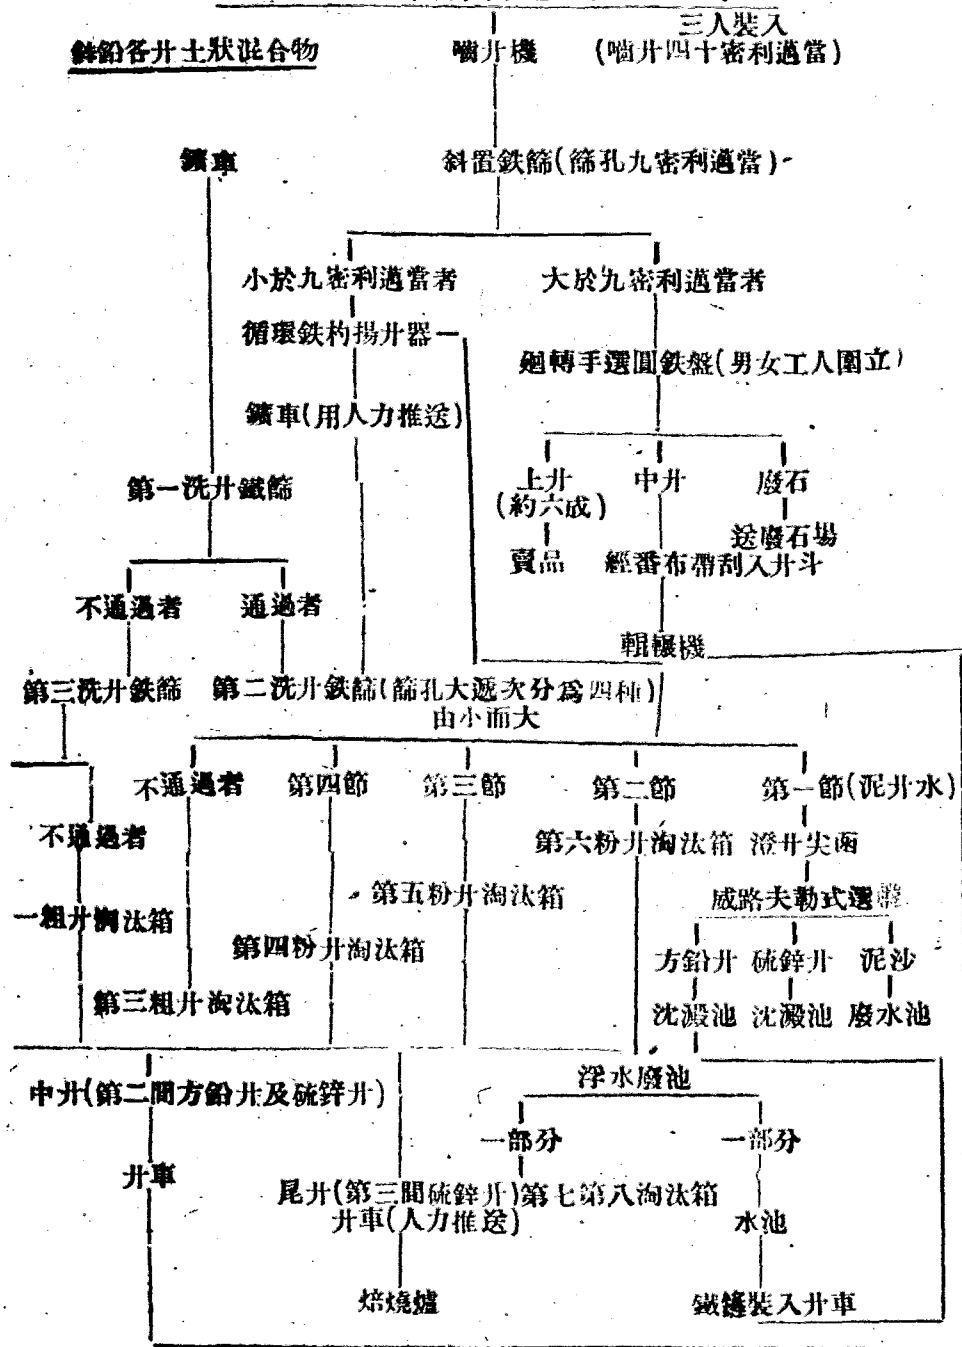 三人裝入
鋅鉛各廾土狀混合物 嚙廾機 (嚙廾四十密利邁當)
鑛車 斜置鉄篩(篩孔九密利邁當)
小於九密利邁當者 大於九密利邁當者
循環鉄杓揚廾器
廻轉手選圓鉄盤(男女工人圍立)
鑛車(用人力推送)
第一洗廾鐵篩 上廾 中廾 廢石
(約六成)
送廢石場
賣品 經番布帶刮入廾斗
不通過者 通過者
輥機
第三洗廾鉄篩 第二洗廾鉄篩(篩孔大遞次分爲四種)
由小而大
不通過者 第四節 第三節 第二節 第一節(泥廾水)
不通過者 第六粉廾淘汰箱 澄廾尖凾
第五粉廾淘汰箱 威路夫勒式選
一粗廾淘汰箱
第四粉廾淘汰箱 方鉛廾 硫鋅廾 泥沙
第三粗廾淘汰箱 沈澱池 沈澱池 廢水池
浮水廢池
中廾(第二間方鉛廾及硫鋅廾)
一部分 一部分
廾車
尾廾(第三間硫鋅廾) 第七第八淘汰箱
廾車(人力推送) 水池
焙燒爐 鐵裝入廾車